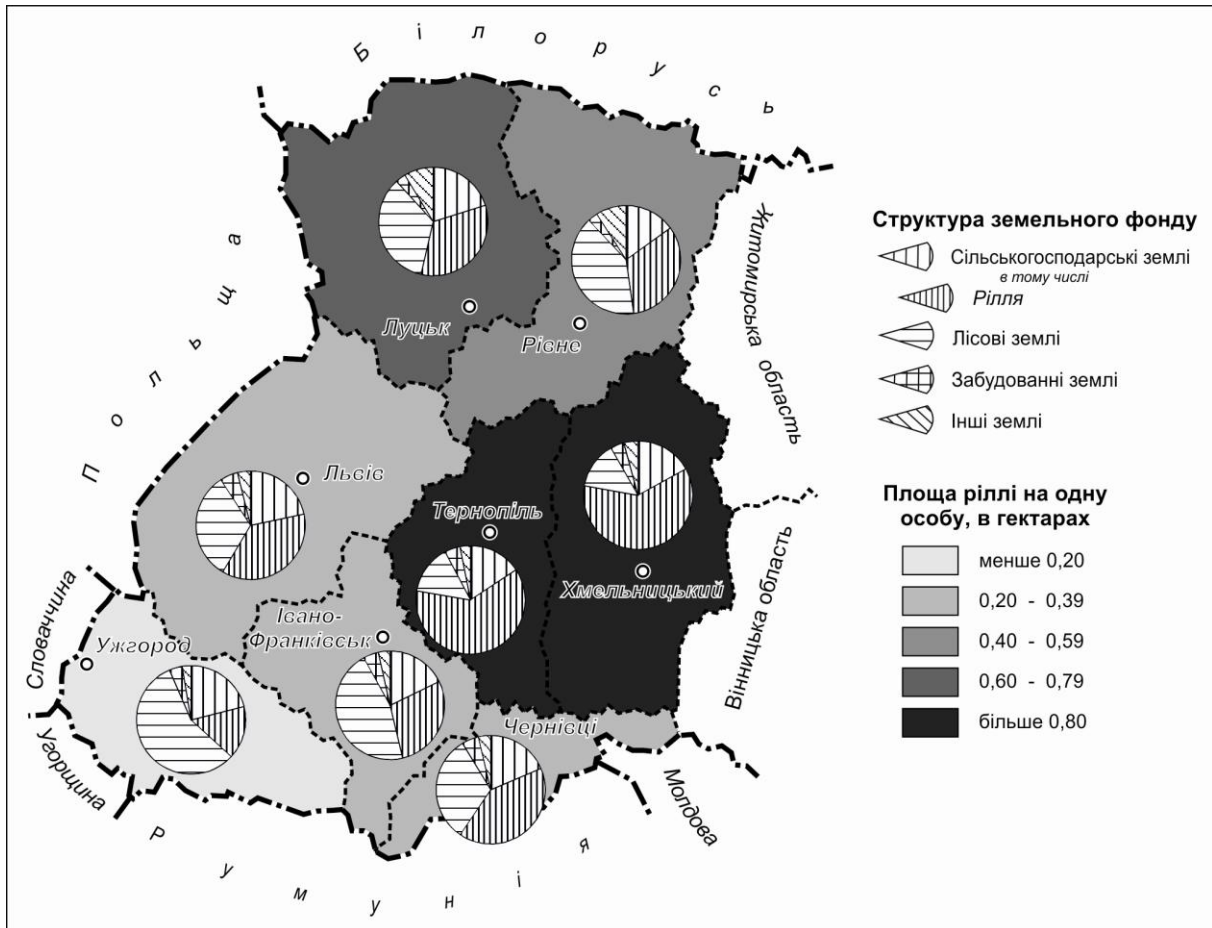 Білорусь
Польща
Житомирська область
Луцьк
Рівне
Львів
Тернопіль
Хмельницький
Вінницька область
Івано-
Франківськ
Словаччина
Ужгород
Чернівці
Угорщина
Молдова
Румунія
Структура земельного фонду
Сільськогосподарські землі
в тому числі
Рілля
Лісові землі
Забудованні землі
Інші землі
Площа ріллі на одну
особу, в гектарах
менше 0,20
0,20 - 0,39
0,40 - 0,59
0,60 - 0,79
більше 0,80